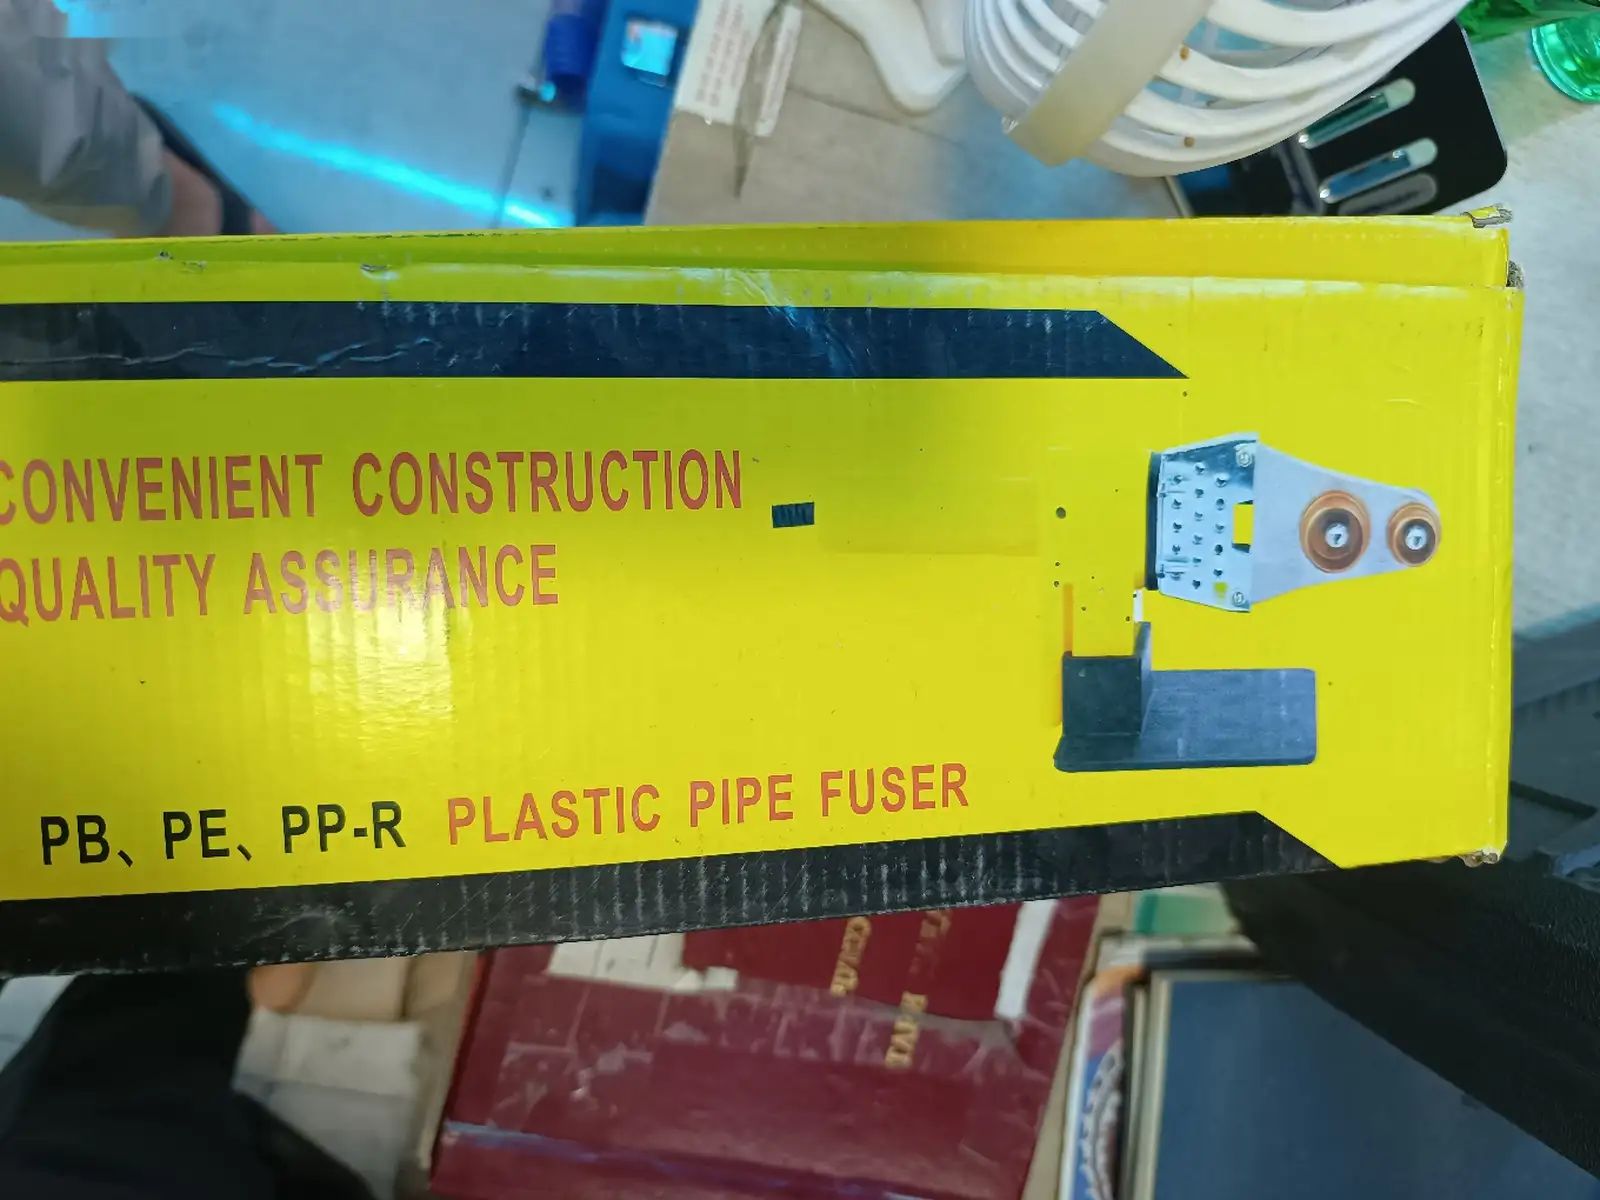 CONVENIENT CONSTRUCTION
QUALITY ASSURANCE
PB、PE、PP-R PLASTIC PIPE FUSER